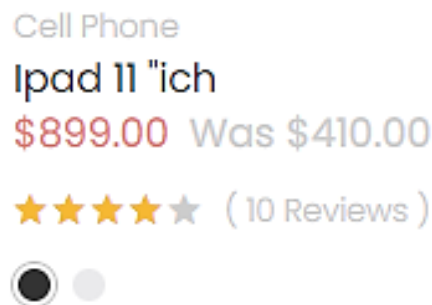 Cell Phone
Ipad 11 "ich
$899.00 Was $410.00
( 10 Reviews )